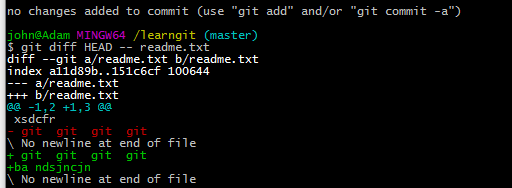 no changes added to commit (use "git add" and/or "git commit -a")
john@Adam MINGW64 /learngit (master)
$ git diff HEAD -- readme.txt
diff --git a/readme.txt b/readme.txt
index a11d89b..151c6cf 100644
--- a/readme.txt
+++ b/readme.txt
@@ -1,2 +1,3 @@
 xsdcfr
- git  git  git  git
\ No newline at end of file
+ git  git  git  git
+ba ndsjncjn
\ No newline at end of file